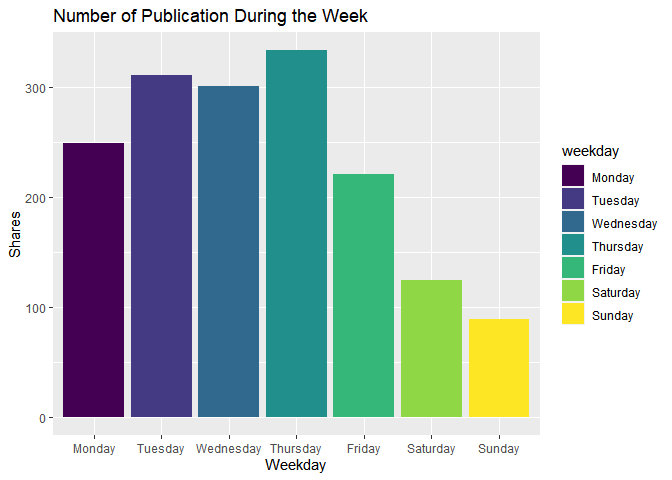 Number of Publication During the Week
Shares
300
200
100
0
Monday Tuesday Wednesday Thursday Friday Saturday Sunday
Weekday
weekday
Monday
Tuesday
Wednesday
Thursday
Friday
Saturday
Sunday